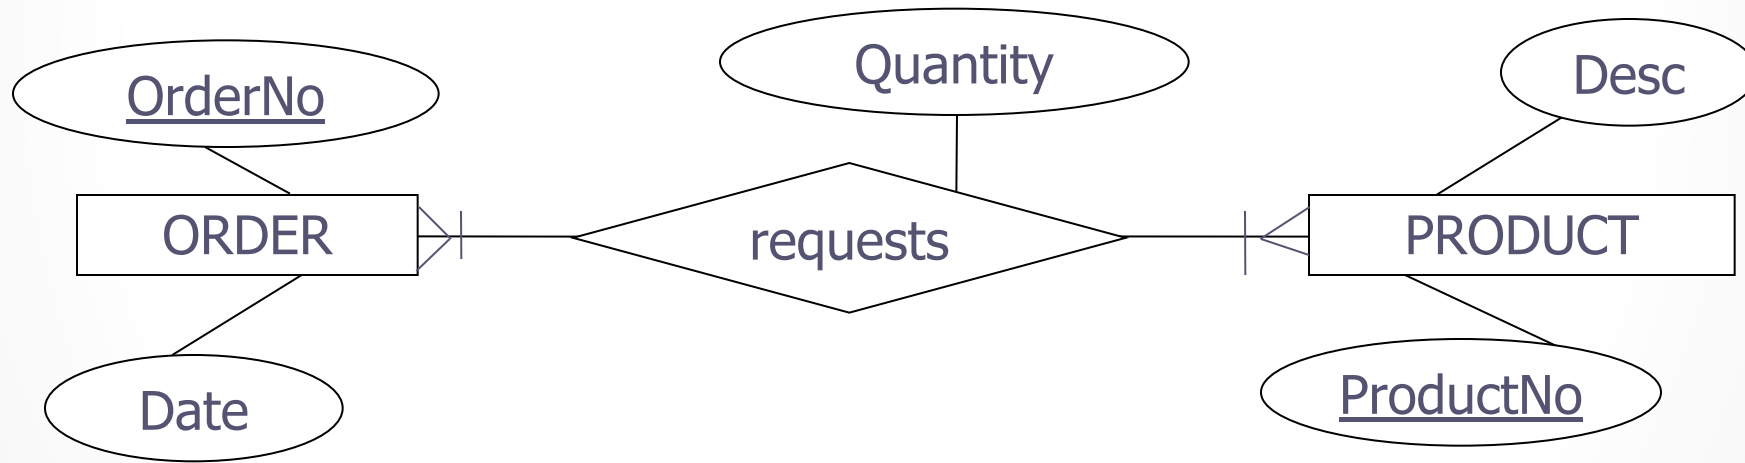 OrderNo
Quantity
Desc
ORDER
requests
PRODUCT
Date
ProductNo